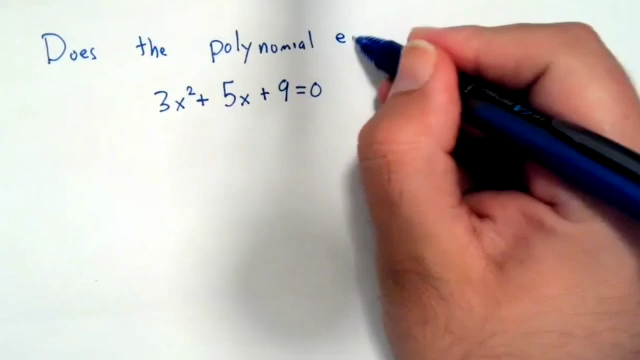 Does the polynomial e
3x²+ 5x + 9 = 0